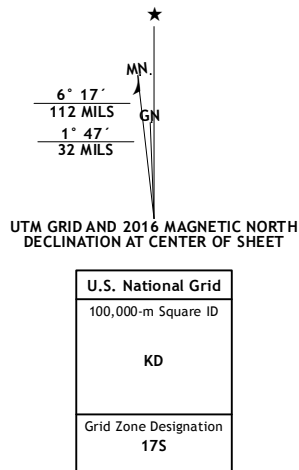 MN.
GN
6° 17´
112 MILS
1° 47´
32 MILS
UTM GRID AND 2016 MAGNETIC NORTH
DECLINATION AT CENTER OF SHEET
U.S. National Grid
100,000-m Square ID
KD
Grid Zone Designation
17S